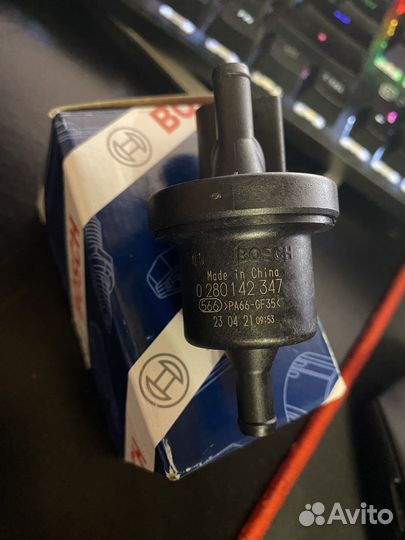 BOSCH
BOSCH
Made in China
0 280 142 347
566 >PA66-GF35<
23 04 21 09:53
Avito